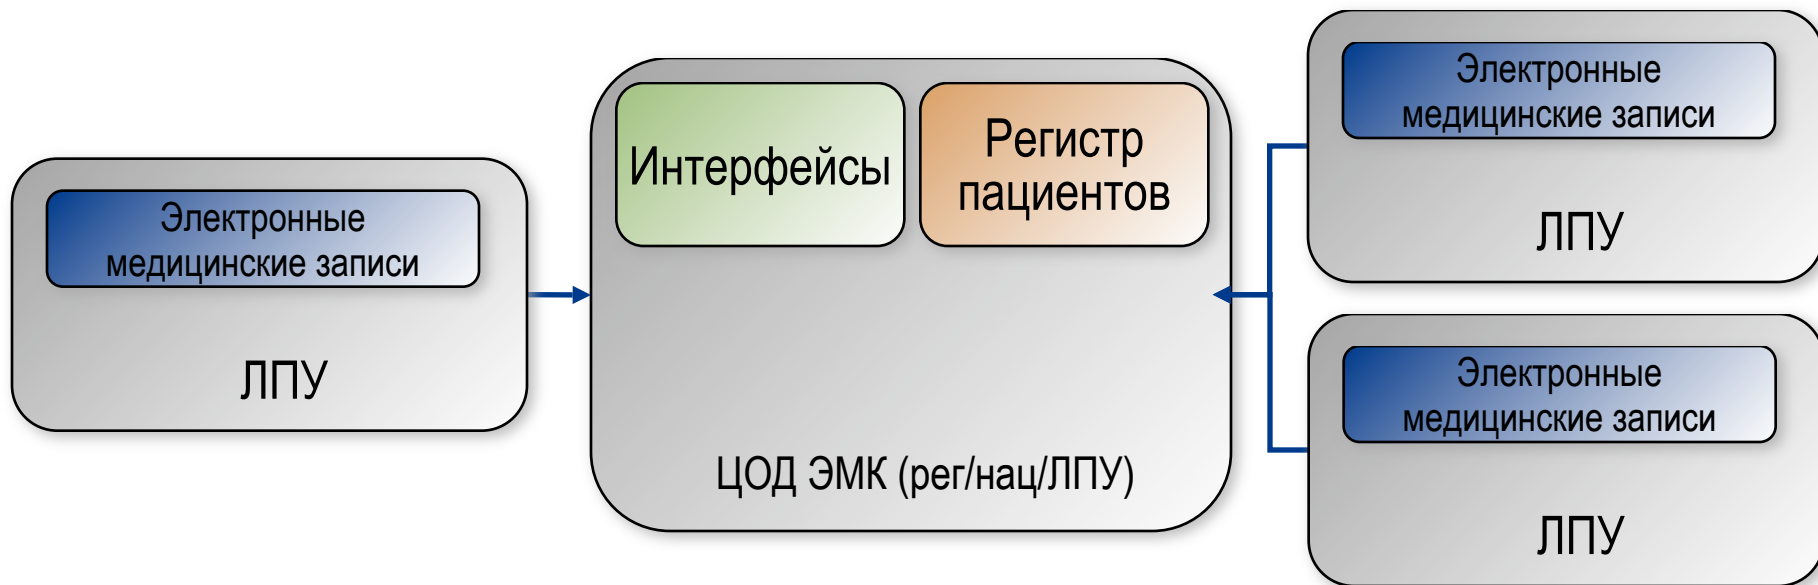 Электронные
медицинские записи
ЛПУ
Интерфейсы
Регистр
пациентов
ЦОД ЭМК (рег/нац/ЛПУ)
Электронные
медицинские записи
ЛПУ
Электронные
медицинские записи
ЛПУ